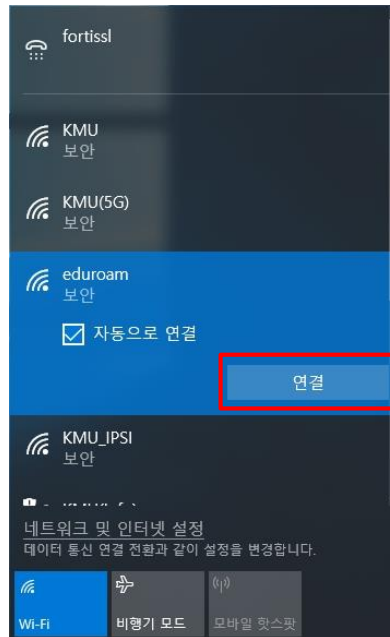 fortissl
KMU
보안
KMU(5G)
보안
eduroam
보안
자동으로 연결
연결
KMU_IPSI
보안
네트워크 및 인터넷 설정
데이터 통신 연결 전환과 같이 설정을 변경합니다.
Wi-Fi
비행기 모드
모바일 핫스팟